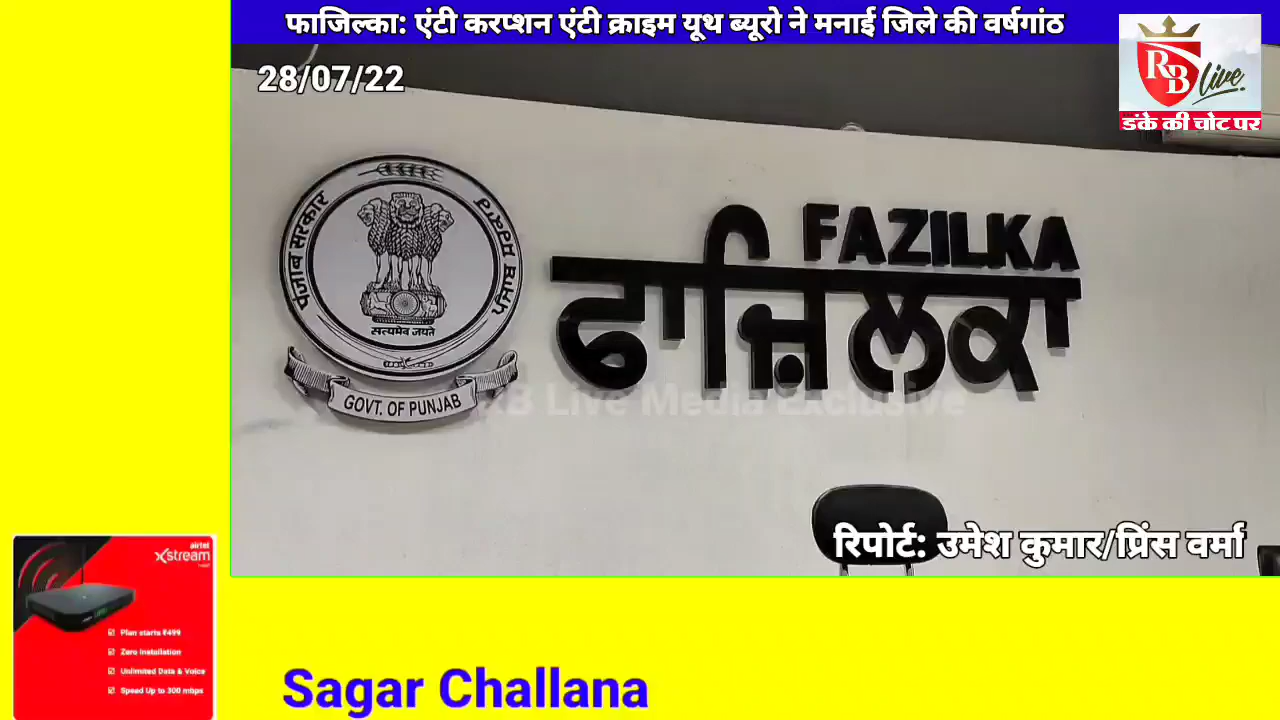 फाजिल्का: एंटी करप्शन एंटी क्राइम यूथ ब्यूरो ने मनाई जिले की वर्षगांठ
28/07/22
RB Live
डंके की चोट पर
पंजाब सरकार
ਪੰਜਾਬ ਸਰਕਾਰ
सत्यमेव जयते
GOVT. OF PUNJAB
FAZILKA
ਫਾਜ਼ਿਲਕਾ
RB Live Media Exclusive
रिपोर्ट: उमेश कुमार/प्रिंस वर्मा
airtel
Xstream
Plan starts ₹499
Zero Installation
Unlimited Data & Voice
Speed Up to 300 mbps
Sagar Challana